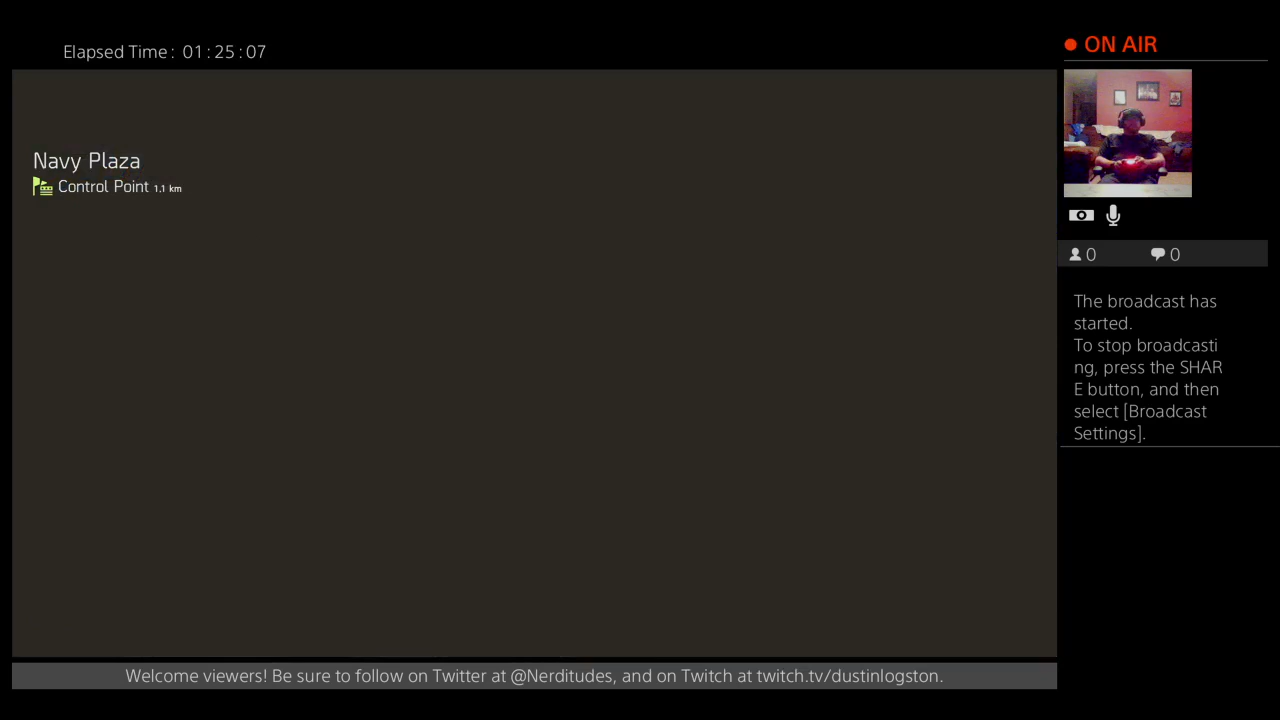 Elapsed Time: 01:25:07
ON AIR
Navy Plaza
Control Point 1.1 km
0 0
The broadcast has
started.
To stop broadcasti
ng, press the SHAR
E button, and then
select [Broadcast
Settings].
Welcome viewers! Be sure to follow on Twitter at @Nerditudes, and on Twitch at twitch.tv/dustinlogston.